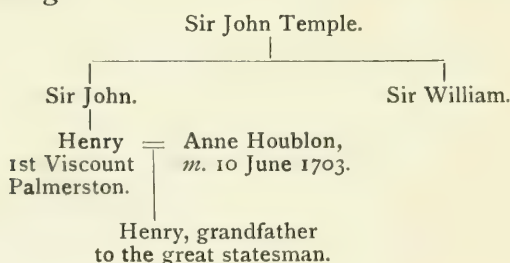 Sir John Temple.
Sir John. Sir William.
Henry = Anne Houblon,
1st Viscount m. 10 June 1703.
Palmerston.
Henry, grandfather
to the great statesman.